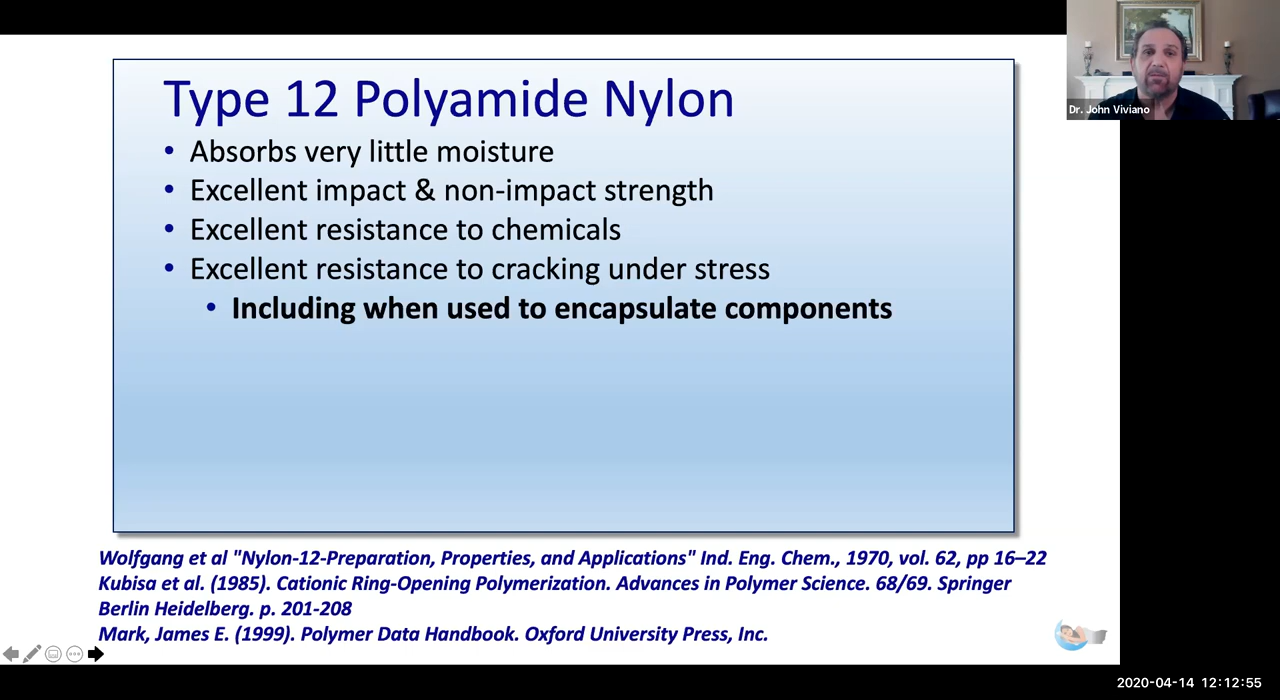 Type 12 Polyamide Nylon
• Absorbs very little moisture
• Excellent impact & non-impact strength
• Excellent resistance to chemicals
• Excellent resistance to cracking under stress
• Including when used to encapsulate components
Wolfgang et al "Nylon-12-Preparation, Properties, and Applications" Ind. Eng. Chem., 1970, vol. 62, pp 16–22
Kubisa et al. (1985). Cationic Ring-Opening Polymerization. Advances in Polymer Science. 68/69. Springer
Berlin Heidelberg. p. 201-208
Mark, James E. (1999). Polymer Data Handbook. Oxford University Press, Inc.
Dr. John Viviano
2020-04-14 12:12:55